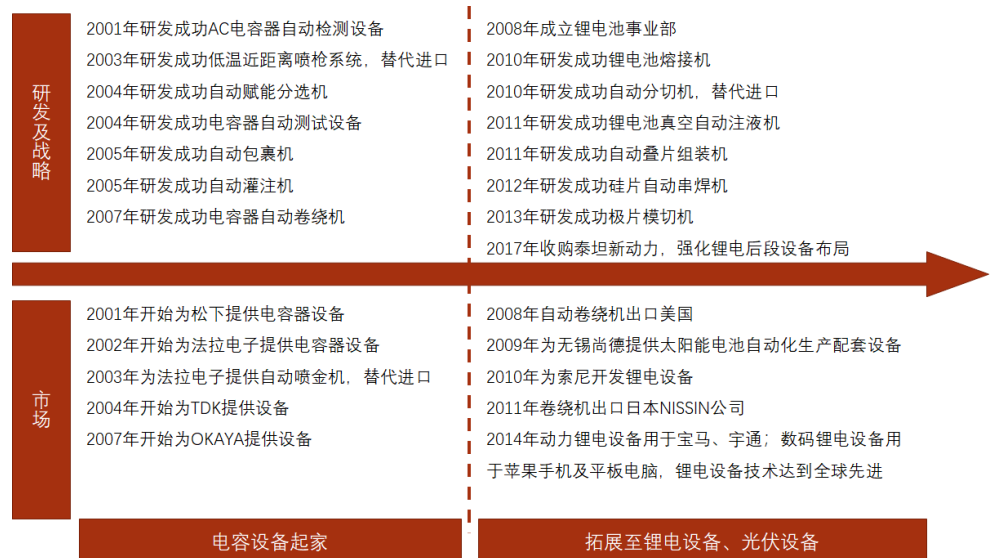 研发及战略
2001年研发成功AC电容器自动检测设备
2003年研发成功低温近距离喷枪系统，替代进口
2004年研发成功自动赋能分选机
2004年研发成功电容器自动测试设备
2005年研发成功自动包裹机
2005年研发成功自动灌注机
2007年研发成功电容器自动卷绕机
2008年成立锂电池事业部
2010年研发成功锂电池熔接机
2010年研发成功自动分切机，替代进口
2011年研发成功锂电池真空自动注液机
2011年研发成功自动叠片组装机
2012年研发成功硅片自动串焊机
2013年研发成功极片模切机
2017年收购泰坦新动力，强化锂电后段设备布局
市场
2001年开始为松下提供电容器设备
2002年开始为法拉电子提供电容器设备
2003年为法拉电子提供自动喷金机，替代进口
2004年开始为TDK提供设备
2007年开始为OKAYA提供设备
2008年自动卷绕机出口美国
2009年为无锡尚德提供太阳能电池自动化生产配套设备
2010年为索尼开发锂电设备
2011年卷绕机出口日本NISSIN公司
2014年动力锂电设备用于宝马、宇通；数码锂电设备用
于苹果手机及平板电脑，锂电设备技术达到全球先进
电容设备起家
拓展至锂电设备、光伏设备